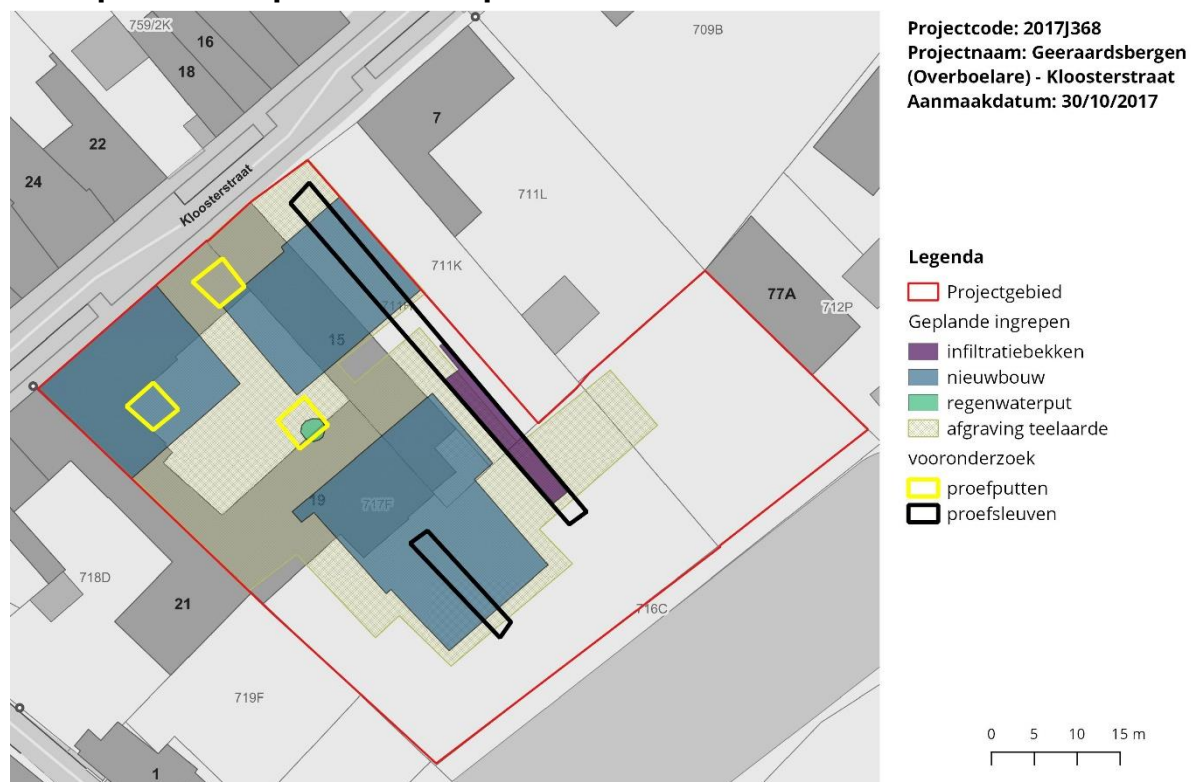 Projectcode: 2017J368
Projectnaam: Geeraardsbergen
(Overboelare) - Kloosterstraat
Aanmaakdatum: 30/10/2017
Legenda
Projectgebied
Geplande ingrepen
infiltratiebekken
nieuwbouw
regenwaterput
afgraving teelaarde
vooronderzoek
proefputten
proefsleuven
0 5 10 15 m
759/2K
16
18
22
24
Kloosterstraat
7
709B
711L
711K
77A
712P
15
19
717F
718D
21
716C
719F
1